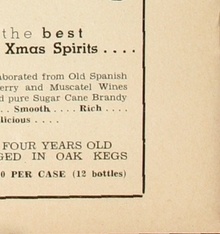 the best
Xmas Spirits . . . .
aborated from Old Spanish
erry and Muscatel Wines
d pure Sugar Cane Brandy
. . Smooth . . . . Rich . . . .
licious . . . .
FOUR YEARS OLD
GED IN OAK KEGS
0 PER CASE (12 bottles)